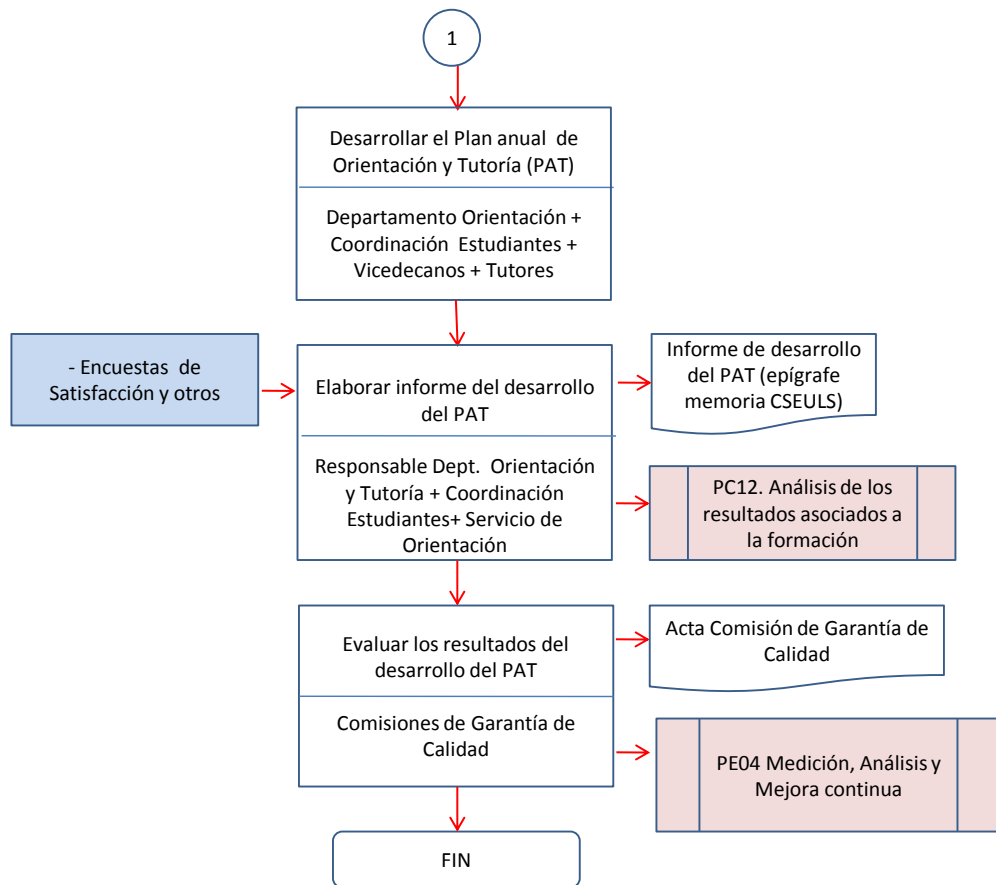 1
Desarrollar el Plan anual de
Orientación y Tutoría (PAT)
Departamento Orientación +
Coordinación Estudiantes +
Vicedecanos + Tutores
- Encuestas de
Satisfacción y otros
Elaborar informe del desarrollo
del PAT
Responsable Dept. Orientación
y Tutoría + Coordinación
Estudiantes+ Servicio de
Orientación
Informe de desarrollo
del PAT (epígrafe
memoria CSEULS)
PC12. Análisis de los
resultados asociados a
la formación
Evaluar los resultados del
desarrollo del PAT
Comisiones de Garantía de
Calidad
Acta Comisión de Garantía de
Calidad
PE04 Medición, Análisis y
Mejora continua
FIN